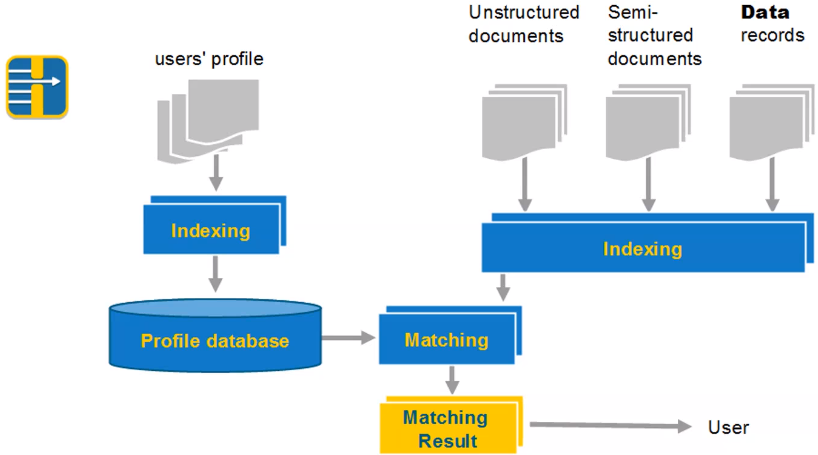 Unstructured
documents
Semi-
structured
documents
Data
records
users' profile
Indexing
Indexing
Profile database
Matching
Matching
Result
User